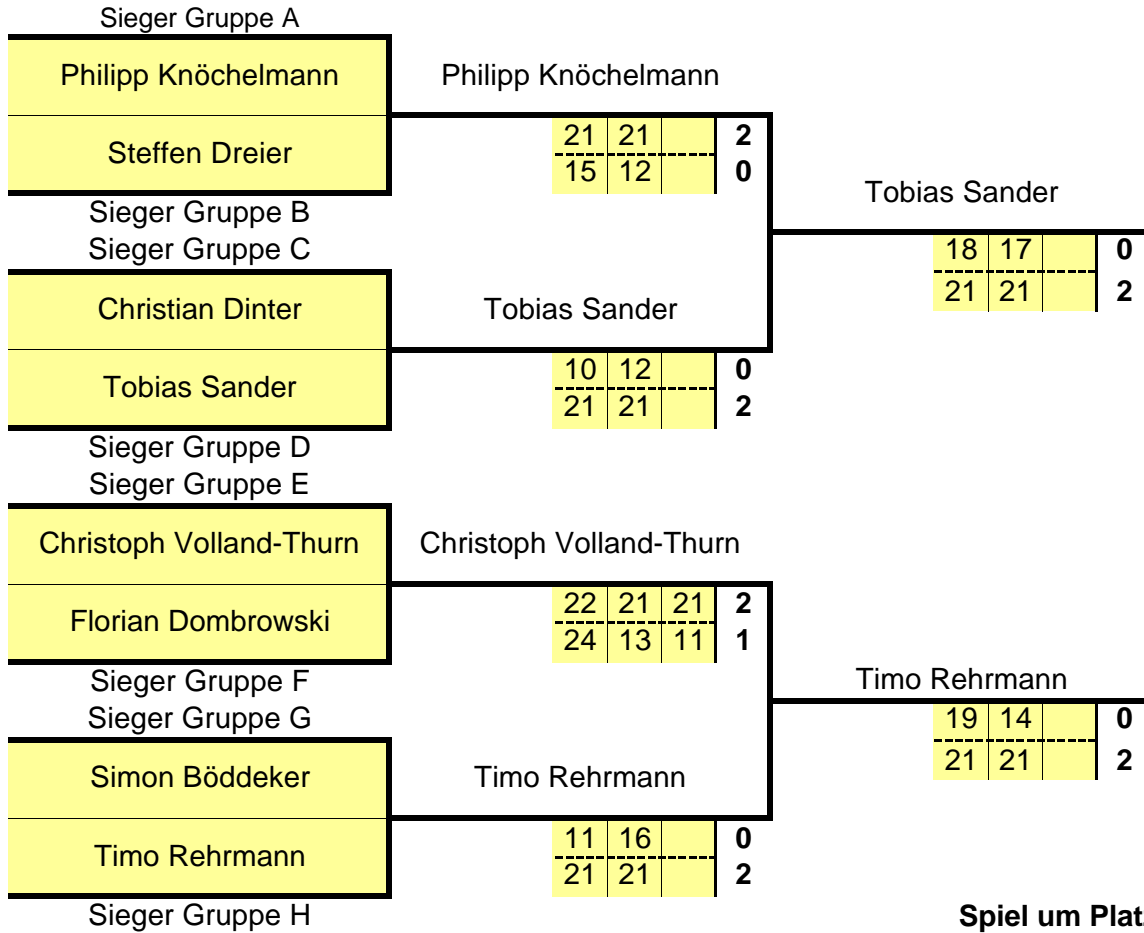 Sieger Gruppe A
Philipp Knöchelmann Philipp Knöchelmann
21 21 2
Steffen Dreier
15 12 0
Tobias Sander
Sieger Gruppe B
Sieger Gruppe C
18 17 0
21 21 2
Christian Dinter Tobias Sander
10 12 0
Tobias Sander
21 21 2
Sieger Gruppe D
Sieger Gruppe E
Christoph Volland-Thurn Christoph Volland-Thurn
22 21 21 2
Florian Dombrowski
24 13 11 1
Sieger Gruppe F
Timo Rehrmann
Sieger Gruppe G
19 14 0
21 21 2
Simon Böddeker Timo Rehrmann
11 16 0
Timo Rehrmann
21 21 2
Sieger Gruppe H
Spiel um Plat